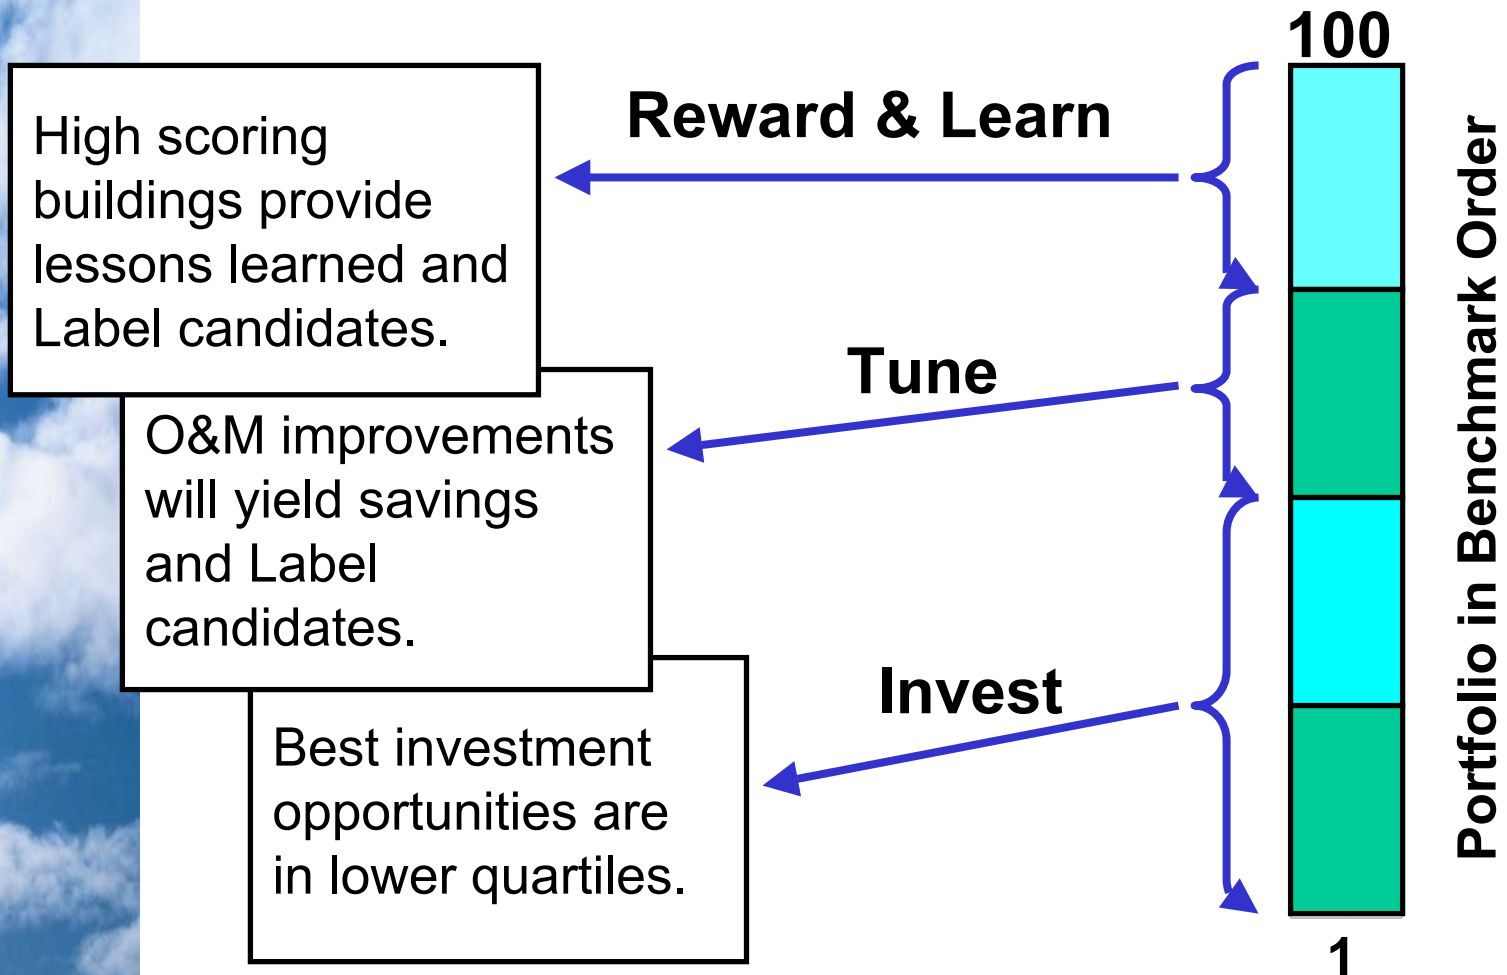 100
Reward & Learn
High scoring
buildings provide
lessons learned and
Label candidates.
Tune
O&M improvements
will yield savings
and Label
candidates.
Invest
Best investment
opportunities are
in lower quartiles.
Portfolio in Benchmark Order
1